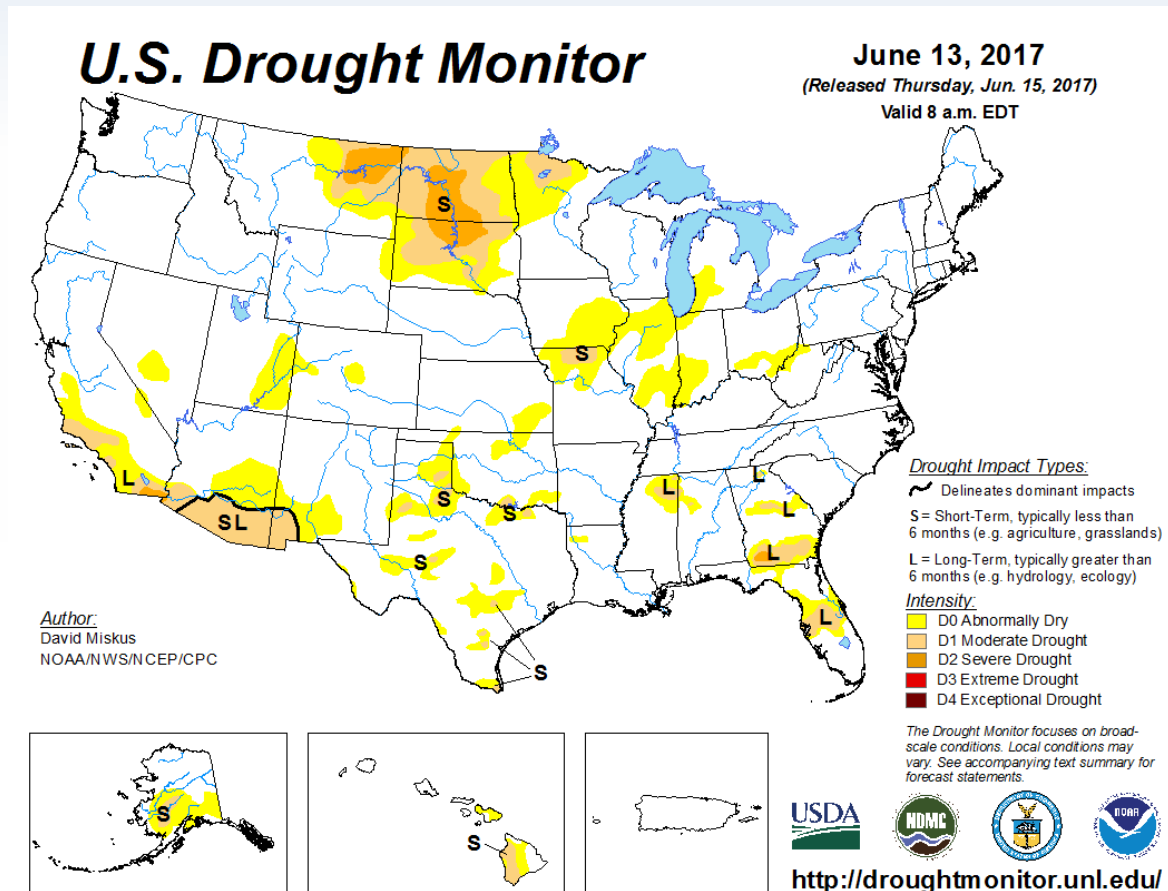 U.S. Drought Monitor
June 13, 2017
(Released Thursday, Jun. 15, 2017)
Valid 8 a.m. EDT
S
S
L
S L
S
S
S
S
L
L
L
L
L
Drought Impact Types:
Delineates dominant impacts
S = Short-Term, typically less than
6 months (e.g. agriculture, grasslands)
L = Long-Term, typically greater than
6 months (e.g. hydrology, ecology)
Intensity:
D0 Abnormally Dry
D1 Moderate Drought
D2 Severe Drought
D3 Extreme Drought
D4 Exceptional Drought
Author:
David Miskus
NOAA/NWS/NCEP/CPC
The Drought Monitor focuses on broad-
scale conditions. Local conditions may
vary. See accompanying text summary for
forecast statements.
S
S
USDA
NDMC
NOAA
http://droughtmonitor.unl.edu/